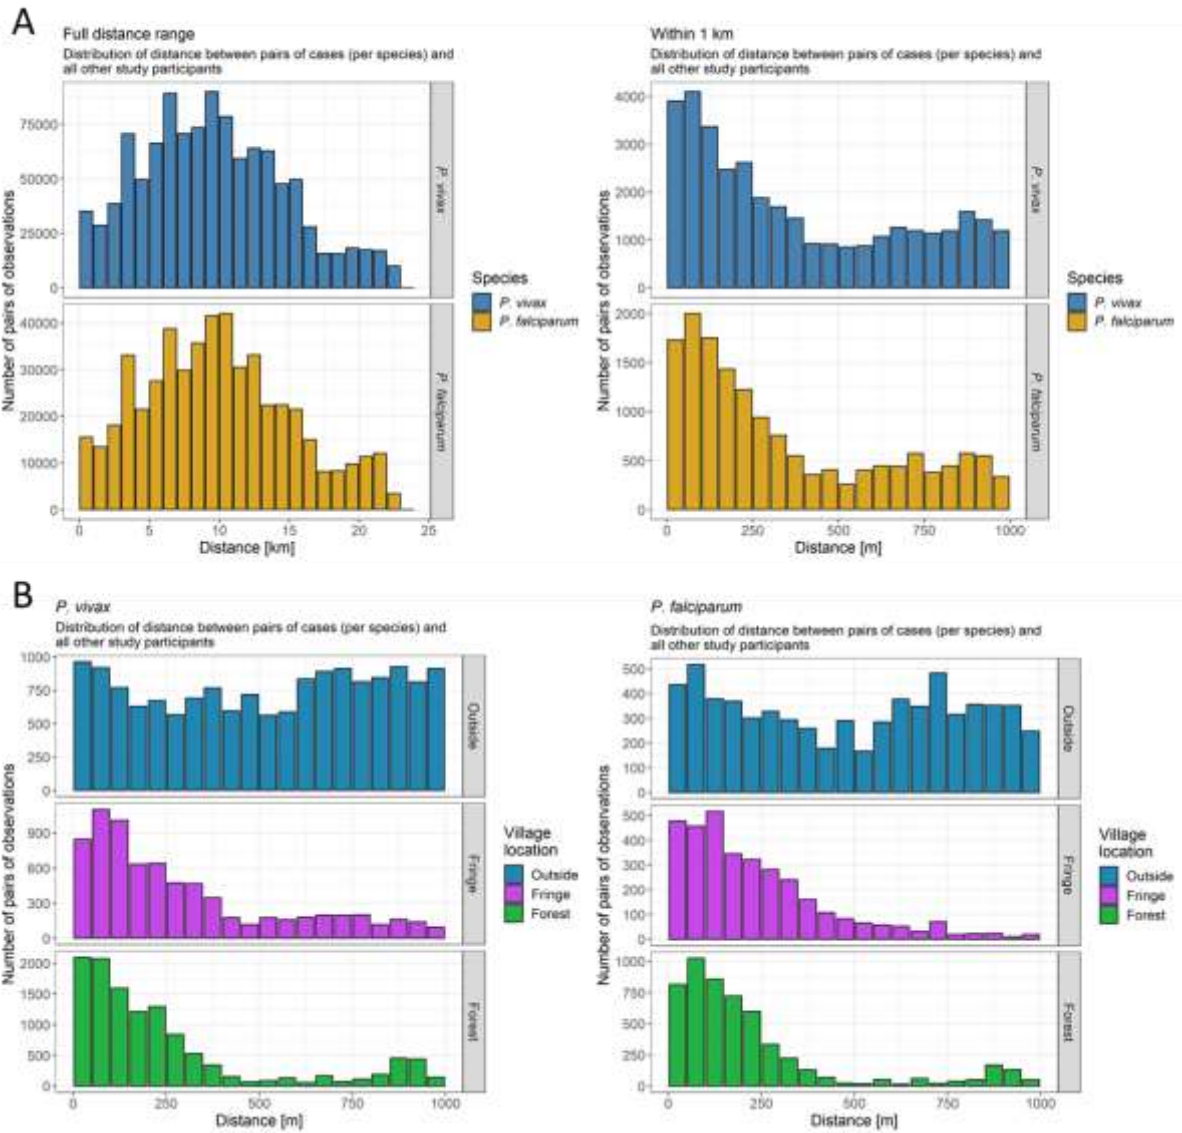 A
Full distance range
Distribution of distance between pairs of cases (per species) and
all other study participants
Number of pairs of observations
75000
50000
25000
0
P. vivax
40000
30000
20000
10000
0
P. falciparum
0 5 10 15 20 25
Distance [km]
Species
P. vivax
P. falciparum
Within 1 km
Distribution of distance between pairs of cases (per species) and
all other study participants
Number of pairs of observations
4000
3000
2000
1000
0
P. vivax
2000
1500
1000
500
0
P. falciparum
0 250 500 750 1000
Distance [m]
Species
P. vivax
P. falciparum
B
P. vivax
Distribution of distance between pairs of cases (per species) and
all other study participants
Number of pairs of observations
1000
750
500
250
0
Outside
900
600
300
0
Fringe
2000
1500
1000
500
0
Forest
0 250 500 750 1000
Distance [m]
Village
location
Outside
Fringe
Forest
P. falciparum
Distribution of distance between pairs of cases (per species) and
all other study participants
Number of pairs of observations
500
400
300
200
100
0
Outside
500
400
300
200
100
0
Fringe
1000
750
500
250
0
Forest
0 250 500 750 1000
Distance [m]
Village
location
Outside
Fringe
Forest